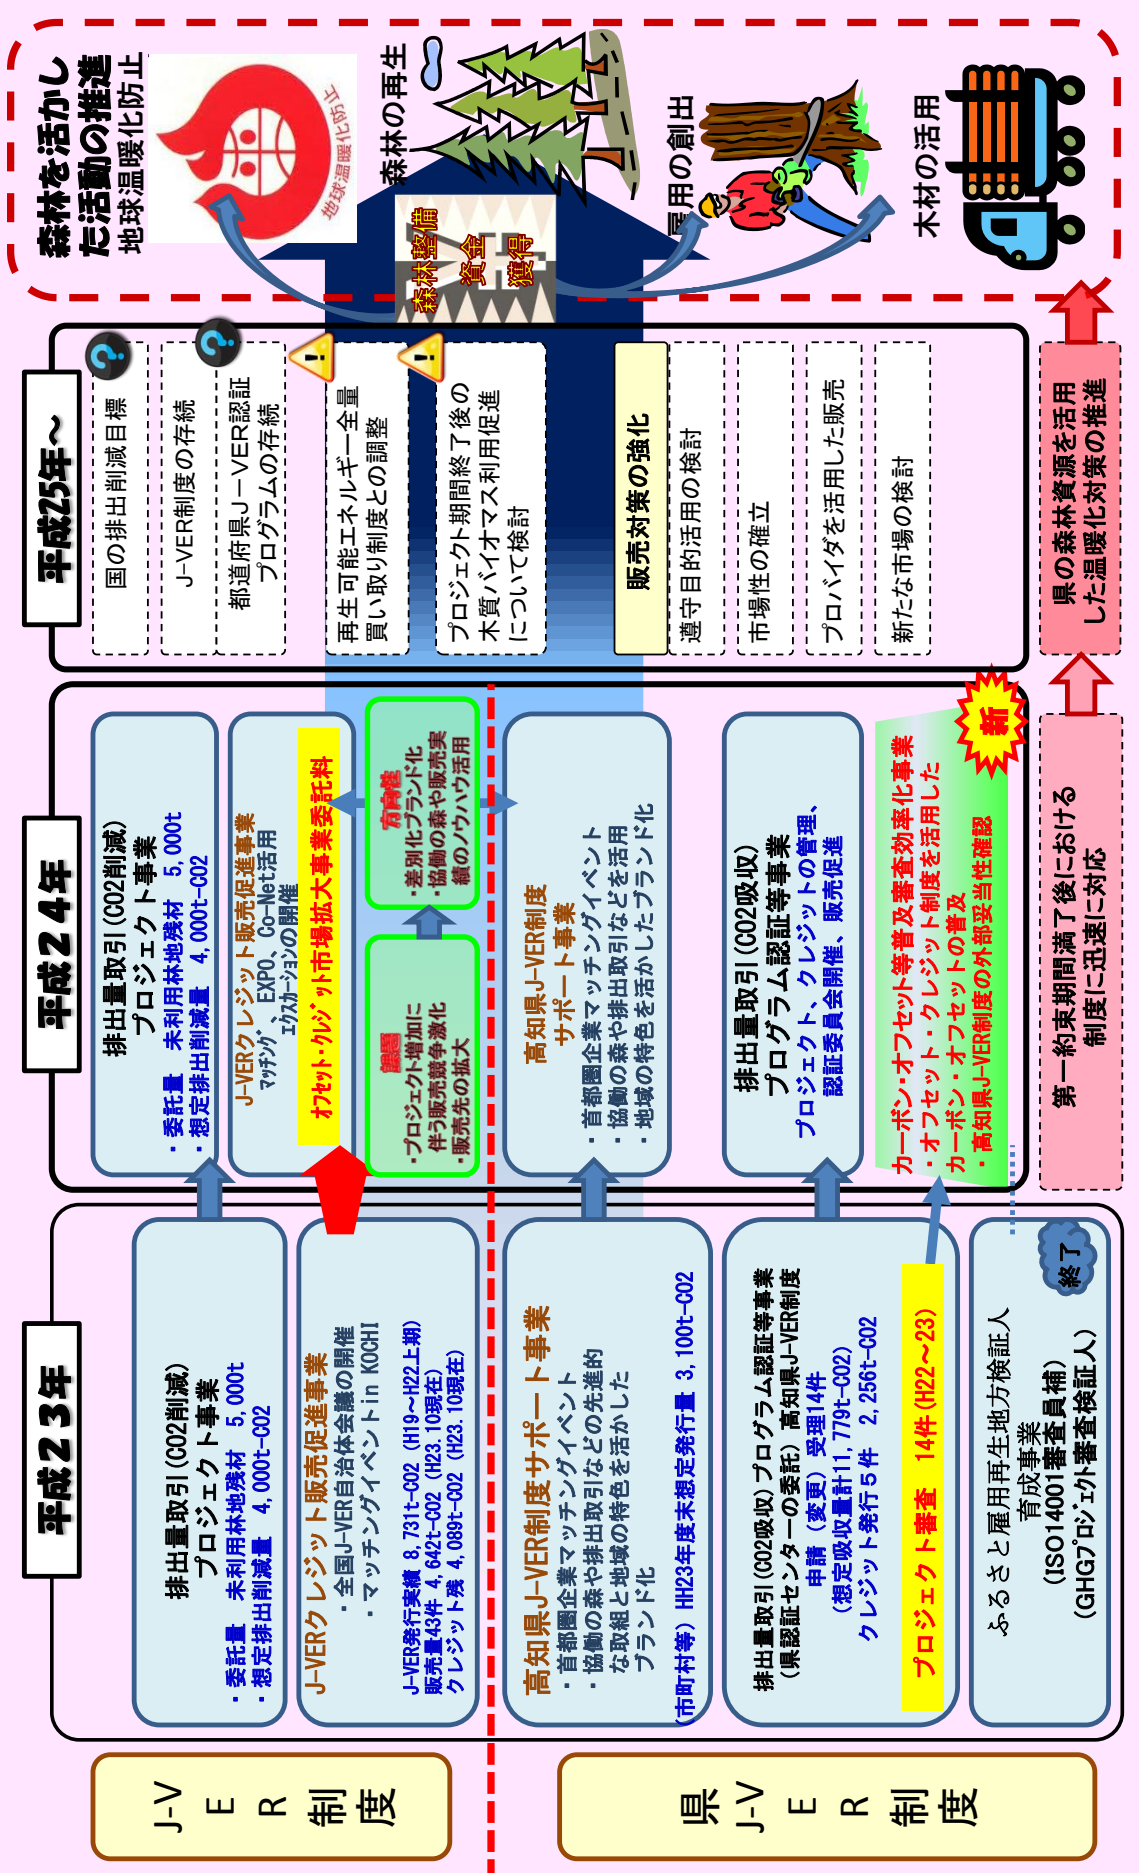 J-V
E
R
制
度
県
J-V
E
R
制
度
平成２３年
排出量取引(CO2削減)
プロジェクト事業
・委託量　未利用林地残材　5,000t
・想定排出削減量　4,000t-CO2
J-VERクレジット販売促進事業
・全国J-VER自治体会議の開催
・マッチングイベントin KOCHI
J-VER発行実績 8,731t-CO2 (H19～H22上期)
販売量43件 4,642t-CO2 (H23.10現在)
クレジット残 4,089t-CO2 (H23.10現在)
高知県J-VER制度サポート事業
・首都圏企業マッチングイベント
・協働の森や排出取引などの先進的
な取組と地域の特色を活かした
ブランド化
(市町村等) HH23年度末想定発行量 3,100t-CO2
排出量取引(CO2吸収)プログラム認証等事業
(県認証センターの委託) 高知県J-VER制度
申請（変更）受理14件
(想定吸収量計11,779t-CO2)
クレジット発行５件　2,256t-CO2
プロジェクト審査　14件(H22～23)
ふるさと雇用再生地方検証人
育成事業
(ISO14001審査員補)
(GHGプロジェクト審査検証人)
終了
平成２４年
排出量取引(CO2削減)
プロジェクト事業
・委託量　未利用林地残材　5,000t
・想定排出削減量　4,000t-CO2
J-VERクレジット販売促進事業
マッチング、EXPO、Co-Net活用
エクスカーションの開催
オフセット・クレジット市場拡大事業委託料
課題
・プロジェクト増加に
伴う販売競争激化
・販売先の拡大
方向性
・差別化ブランド化
・協働の森や販売実
績のノウハウ活用
高知県J-VER制度
サポート事業
・首都圏企業マッチングイベント
・協働の森や排出取引などを活用
・地域の特色を活かしたブランド化
排出量取引(CO2吸収)
プログラム認証等事業
プロジェクト、クレジットの管理、
認証委員会開催、販売促進
カーボン・オフセット等普及審査効率化事業
・オフセット・クレジット制度を活用した
カーボン・オフセットの普及
・高知県J-VER制度の外部妥当性確認
新
第一約束期間満了後における
制度に迅速に対応
平成25年～
国の排出削減目標
J-VER制度の存続
都道府県J－VER認証
プログラムの存続
再生可能エネルギー全量
買い取り制度との調整
プロジェクト期間終了後の
木質バイオマス利用促進
について検討
販売対策の強化
遵守目的活用の検討
市場性の確立
プロバイダを活用した販売
新たな市場の検討
県の森林資源を活用
した温暖化対策の推進
森林を活かし
た活動の推進
地球温暖化防止
地球温暖化防止
森林の再生
森林整備
資金
獲得
雇用の創出
木材の活用